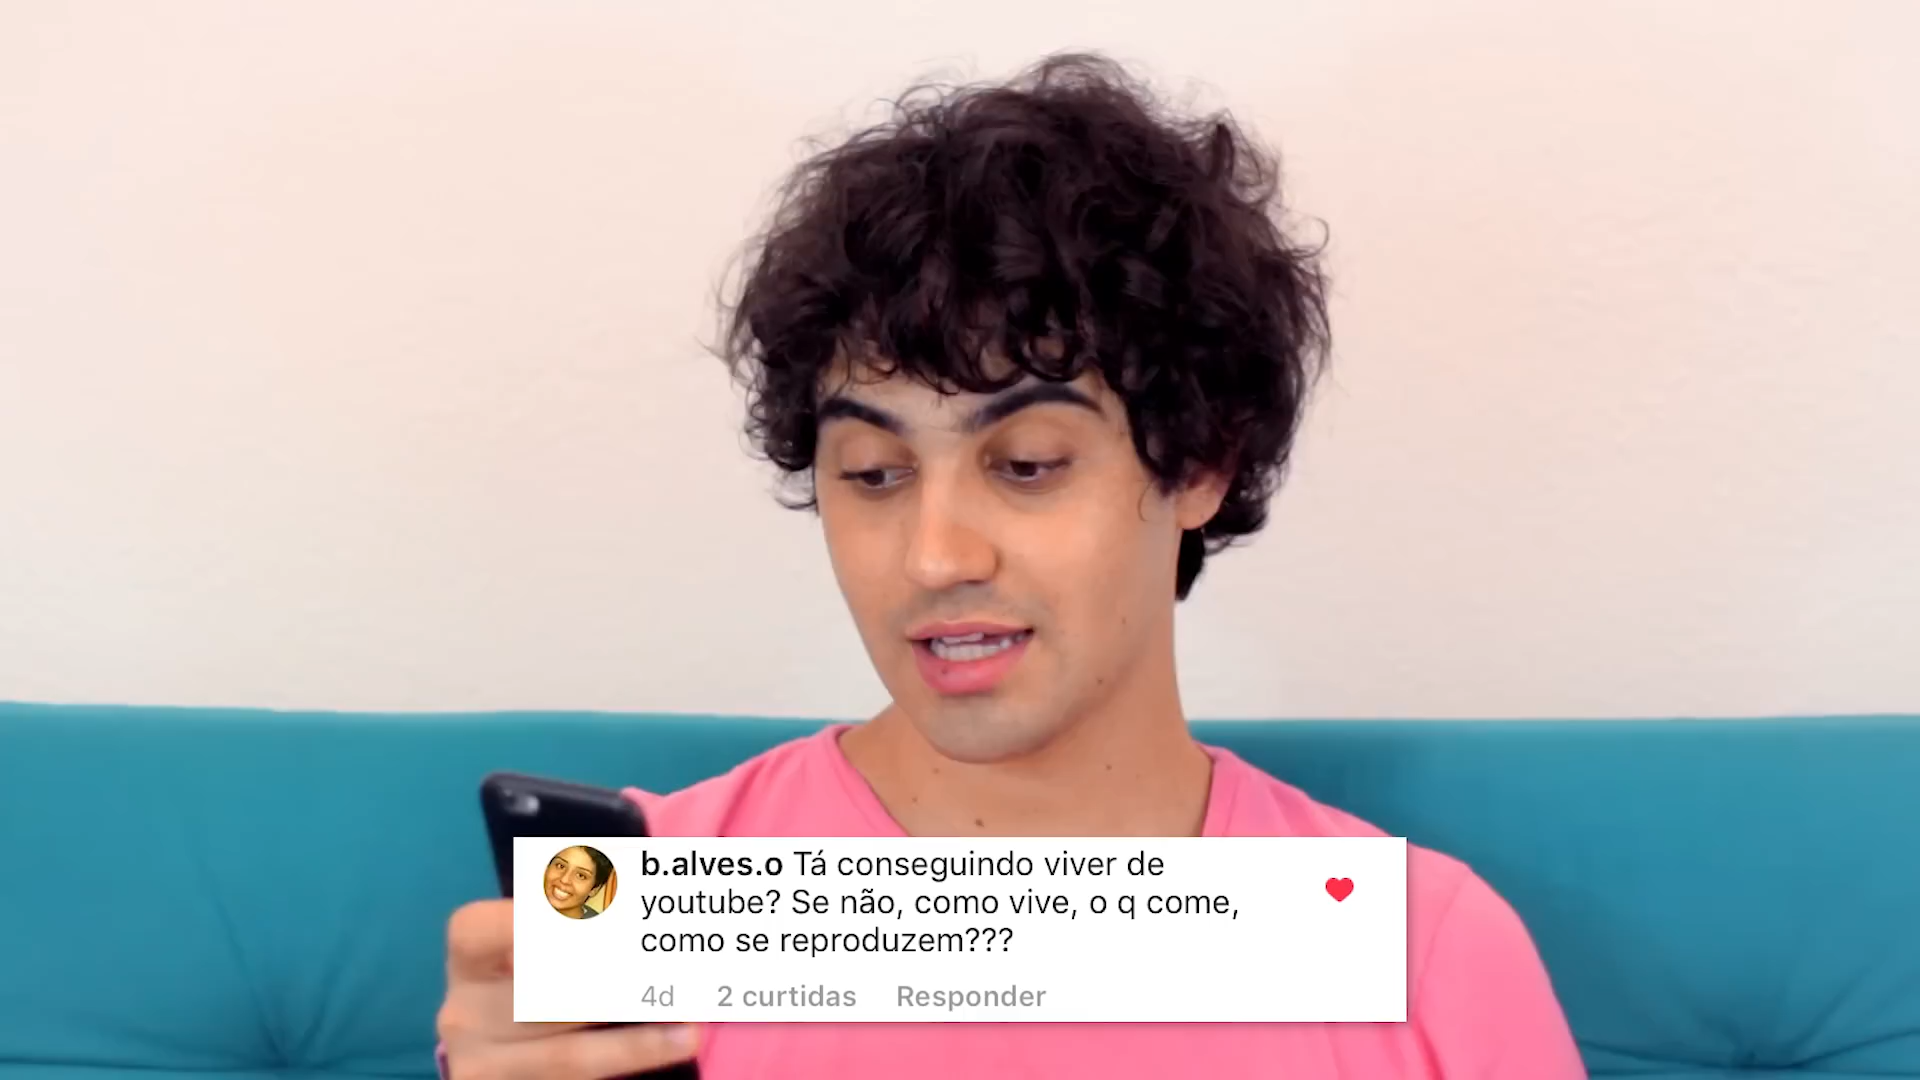 b.alves.o Tá conseguindo viver de
youtube? Se não, como vive, o q come,
como se reproduzem???
4d 2 curtidas Responder